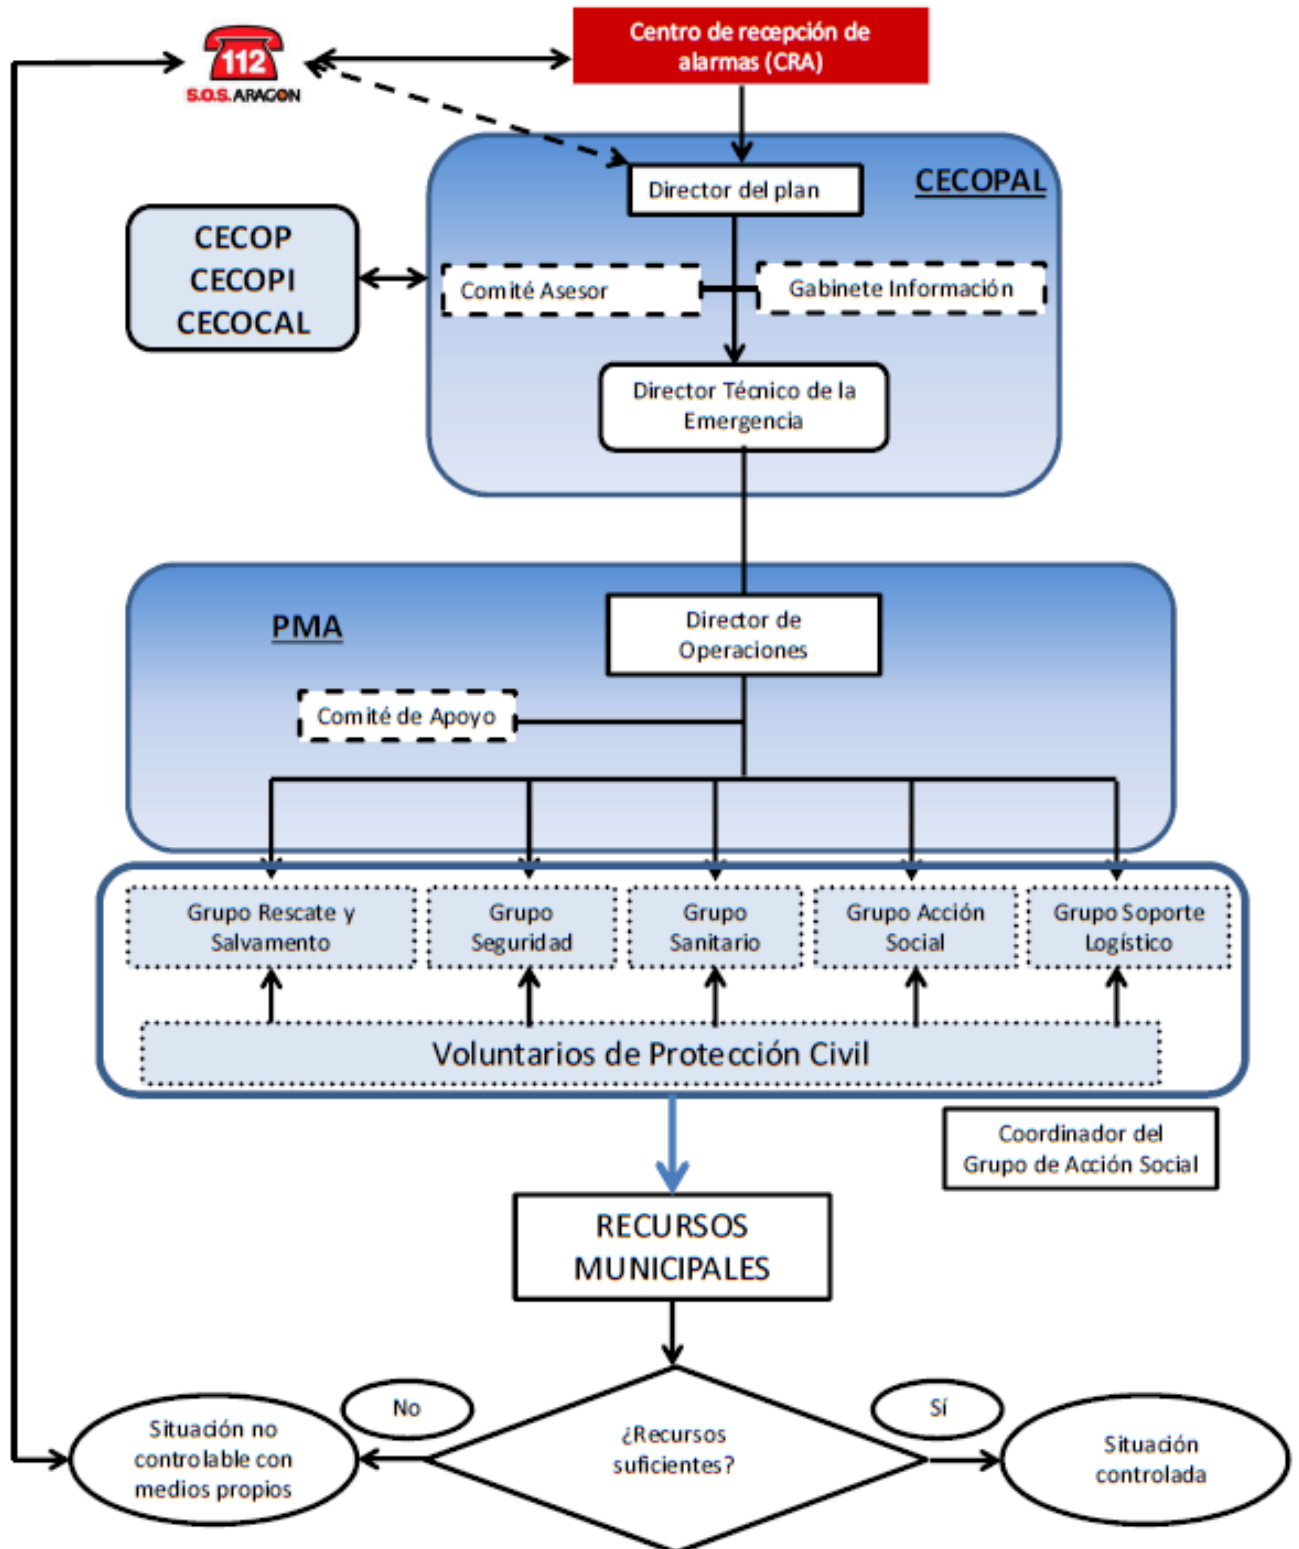 Centro de recepción de
alarmas (CRA)
112
S.O.S. ARAGON
CECOPAL
Director del plan
CECOP
CECOPI
CECOCAL
Comité Asesor
Gabinete Información
Director Técnico de la
Emergencia
PMA
Director de
Operaciones
Comité de Apoyo
Grupo Rescate y
Salvamento
Grupo
Seguridad
Grupo
Sanitario
Grupo Acción
Social
Grupo Soporte
Logístico
Voluntarios de Protección Civil
Coordinador del
Grupo de Acción Social
RECURSOS
MUNICIPALES
¿Recursos
suficientes?
No
Sí
Situación no
controlable con
medios propios
Situación
controlada